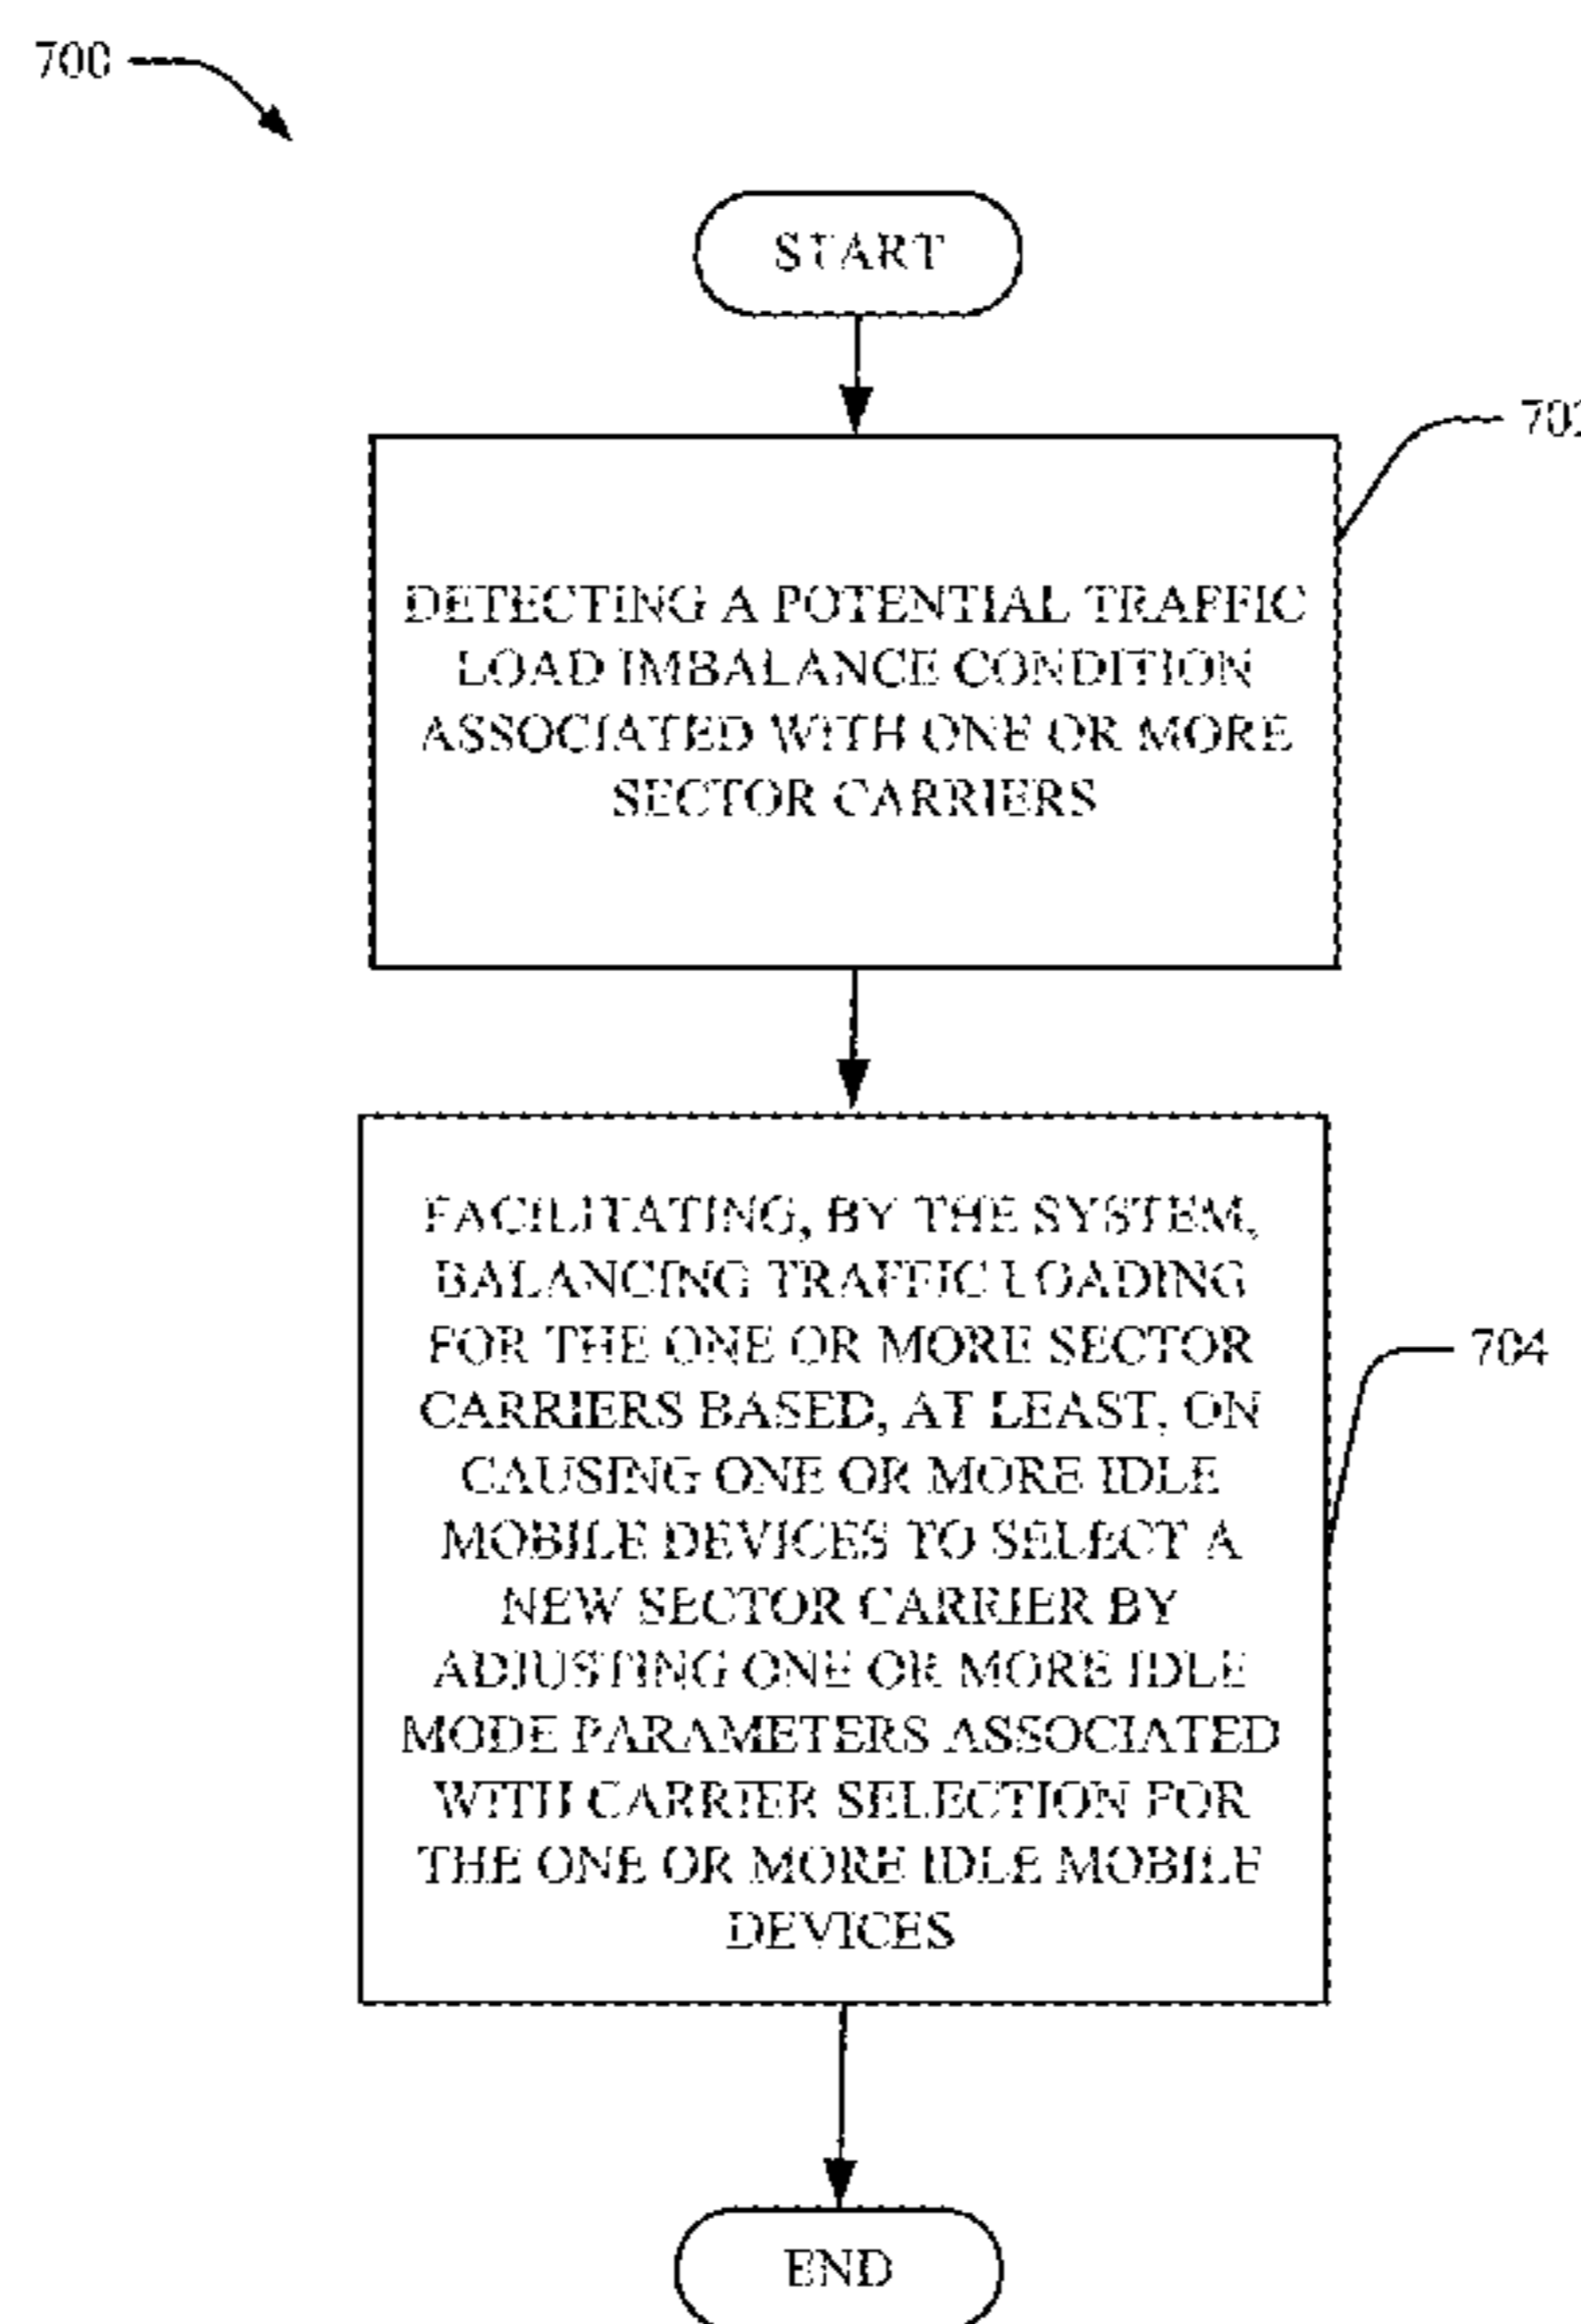 700
START
702
DETECTING A POTENTIAL TRAFFIC
LOAD IMBALANCE CONDITION
ASSOCIATED WITH ONE OR MORE
SECTOR CARRIERS
FACILITATING, BY THE SYSTEM,
BALANCING TRAFFIC LOADING
FOR THE ONE OR MORE SECTOR
CARRIERS BASED, AT LEAST, ON
CAUSING ONE OR MORE IDLE
MOBILE DEVICES TO SELECT A
NEW SECTOR CARRIER BY
ADJUSTING ONE OR MORE IDLE
MODE PARAMETERS ASSOCIATED
WITH CARRIER SELECTION FOR
THE ONE OR MORE IDLE MOBILE
DEVICES
704
END